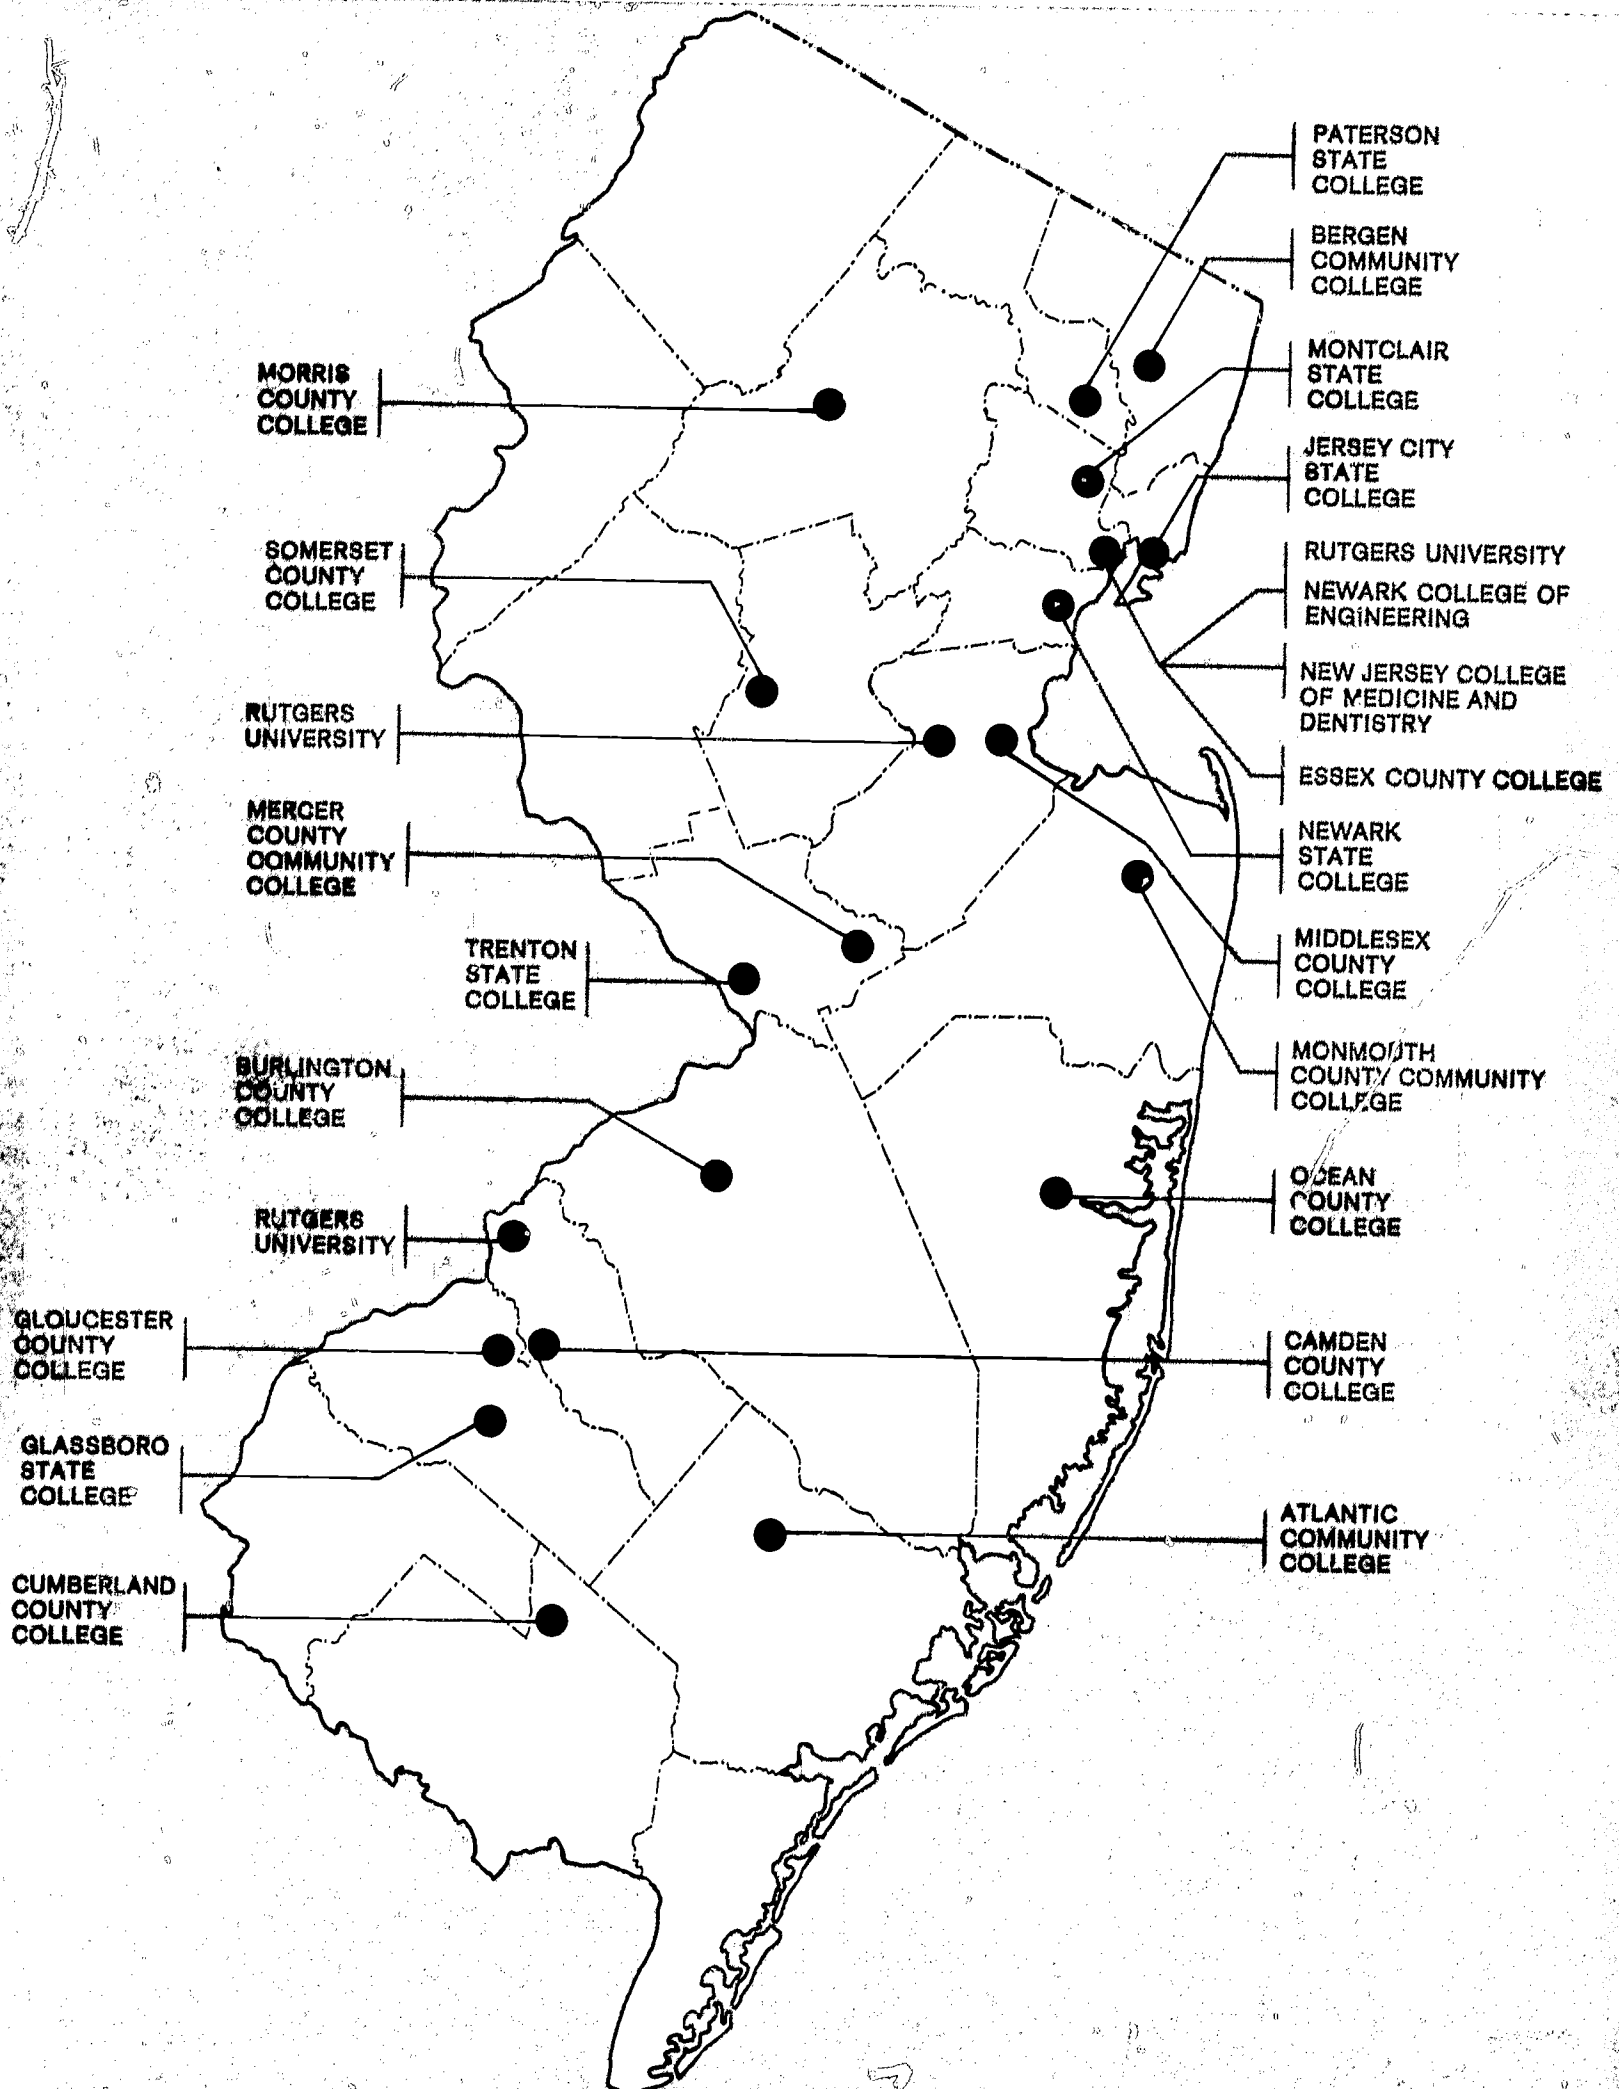 PATERSON
STATE
COLLEGE
BERGEN
COMMUNITY
COLLEGE
MONTCLAIR
STATE
COLLEGE
JERSEY CITY
STATE
COLLEGE
RUTGERS UNIVERSITY
NEWARK COLLEGE OF
ENGINEERING
NEW JERSEY COLLEGE
OF MEDICINE AND
DENTISTRY
ESSEX COUNTY COLLEGE
NEWARK
STATE
COLLEGE
MIDDLESEX
COUNTY
COLLEGE
MONMOUTH
COUNTY COMMUNITY
COLLEGE
OCEAN
COUNTY
COLLEGE
CAMDEN
COUNTY
COLLEGE
ATLANTIC
COMMUNITY
COLLEGE
MORRIS
COUNTY
COLLEGE
SOMERSET
COUNTY
COLLEGE
RUTGERS
UNIVERSITY
MERCER
COUNTY
COMMUNITY
COLLEGE
TRENTON
STATE
COLLEGE
BURLINGTON
COUNTY
COLLEGE
RUTGERS
UNIVERSITY
GLOUCESTER
COUNTY
COLLEGE
GLASSBORO
STATE
COLLEGE
CUMBERLAND
COUNTY
COLLEGE